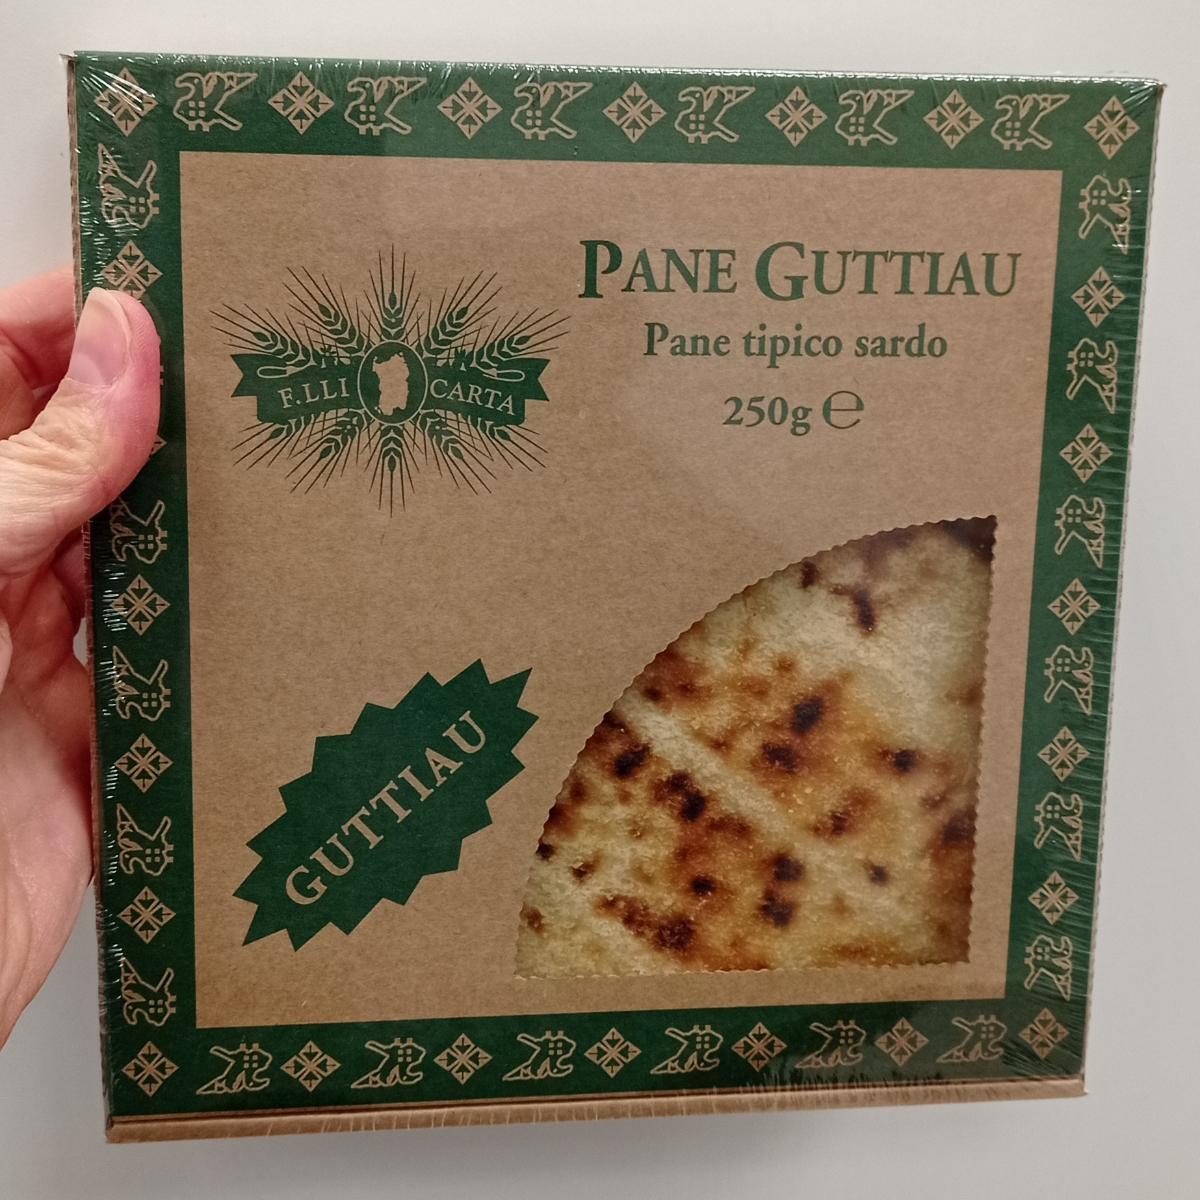 PANE GUTTIAU
Pane tipico sardo
250g ℮
F.LLI CARTA
GUTTIAU